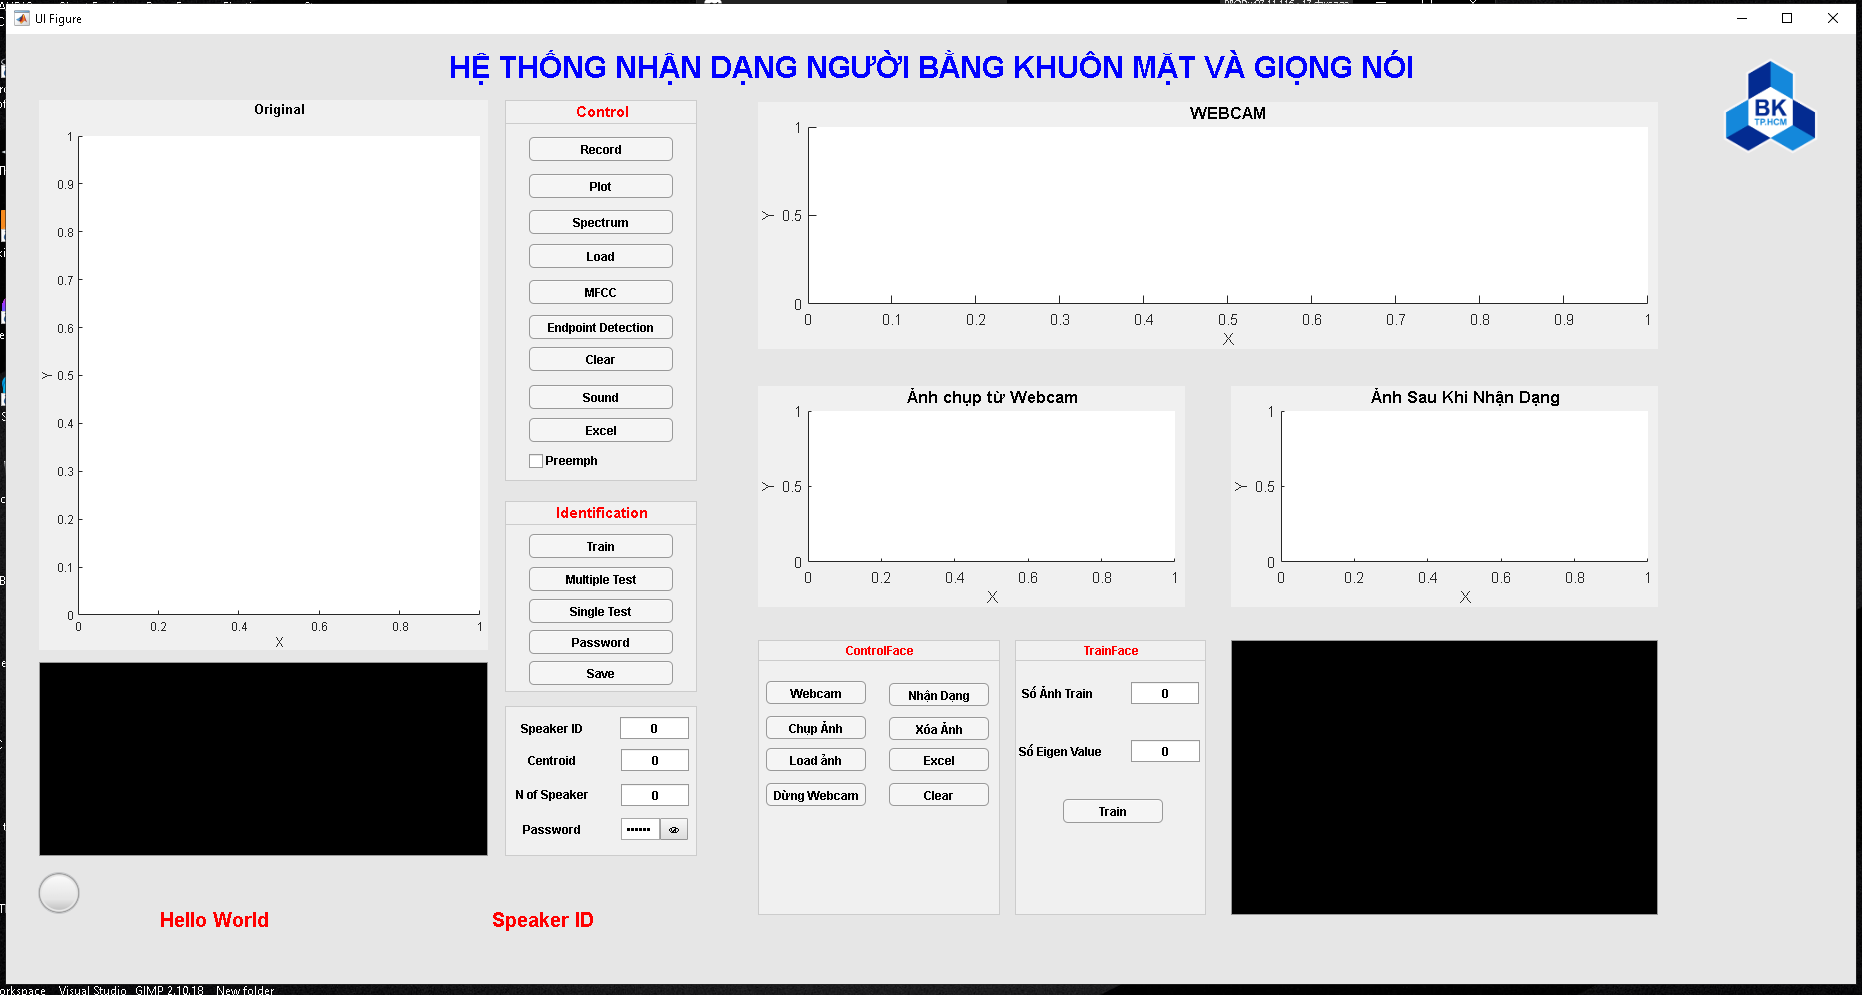 UI Figure
HỆ THỐNG NHẬN DẠNG NGƯỜI BẰNG KHUÔN MẶT VÀ GIỌNG NÓI
BK
TP.HCM
Original
1
0.9
0.8
0.7
0.6
Y 0.5
0.4
0.3
0.2
0.1
0
0 0.2 0.4 0.6 0.8 1
X
Control
Record
Plot
Spectrum
Load
MFCC
Endpoint Detection
Clear
Sound
Excel
Preemph
Identification
Train
Multiple Test
Single Test
Password
Save
Speaker ID 0
Centroid 0
N of Speaker 0
Password ••••••
Hello World
Speaker ID
WEBCAM
1
Y 0.5
0
0 0.1 0.2 0.3 0.4 0.5 0.6 0.7 0.8 0.9 1
X
Ảnh chụp từ Webcam
1
Y 0.5
0
0 0.2 0.4 0.6 0.8 1
X
Ảnh Sau Khi Nhận Dạng
1
Y 0.5
0
0 0.2 0.4 0.6 0.8 1
X
ControlFace
Webcam Nhận Dạng
Chụp Ảnh Xóa Ảnh
Load ảnh Excel
Dừng Webcam Clear
TrainFace
Số Ảnh Train 0
Số Eigen Value 0
Train
orkspace Visual Studio GIMP 2.10.18 New folder